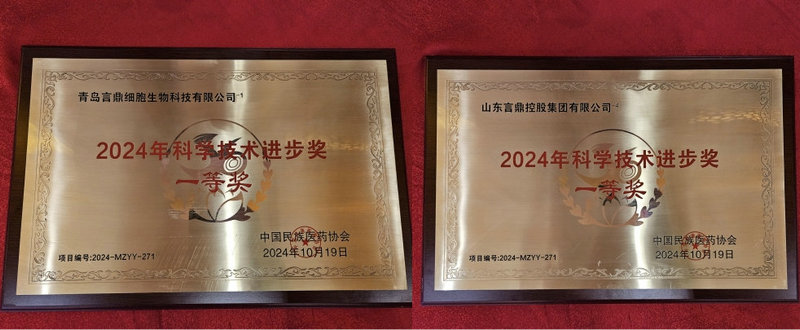 青岛言鼎细胞生物科技有限公司
2024年科学技术进步奖
一等奖
中国民族医药协会
2024年10月19日
项目编号:2024-MZYY-271
山东言鼎控股集团有限公司
2024年科学技术进步奖
一等奖
中国民族医药协会
2024年10月19日
项目编号:2024-MZYY-271